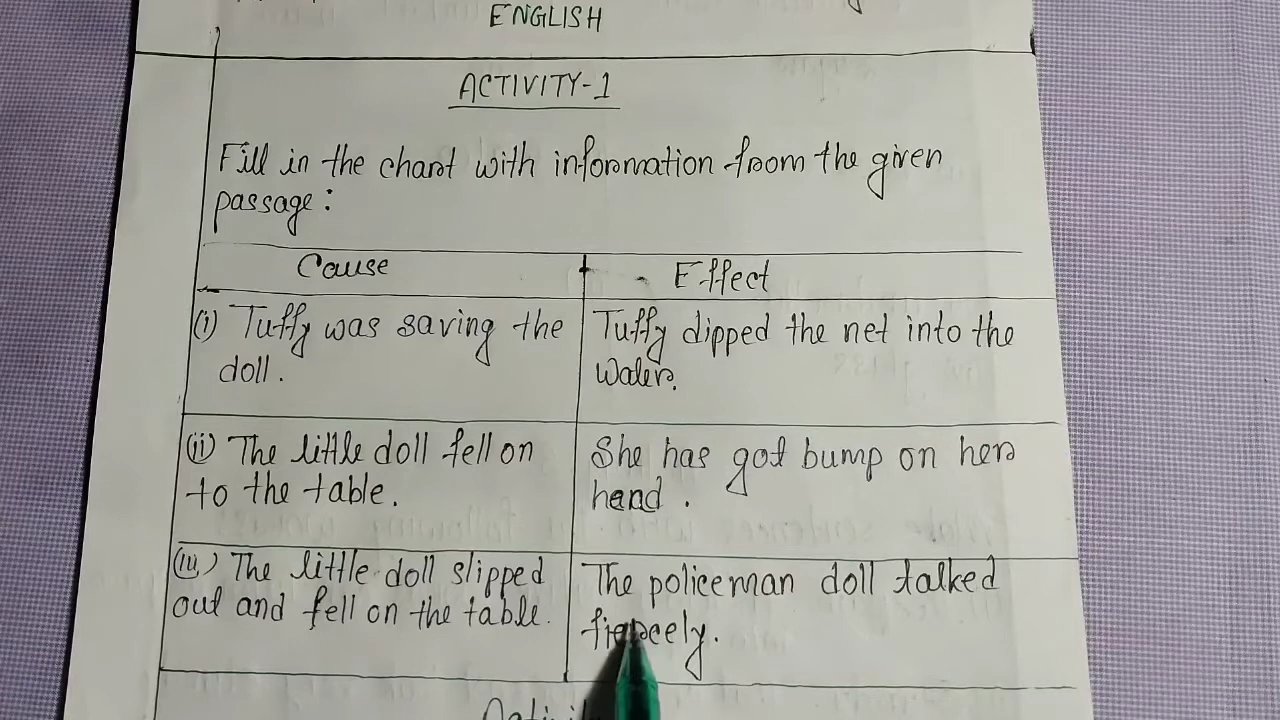 ENGLISH
ACTIVITY-1
Fill in the chart with information from the given
passage:
Cause
Effect
(i) Tuffy was saving the
doll.
Tuffy dipped the net into the
water.
(ii) The little doll fell on
to the table.
She has got bump on her
head.
(iii) The little doll slipped
out and fell on the table.
The policeman doll talked
fiercely.